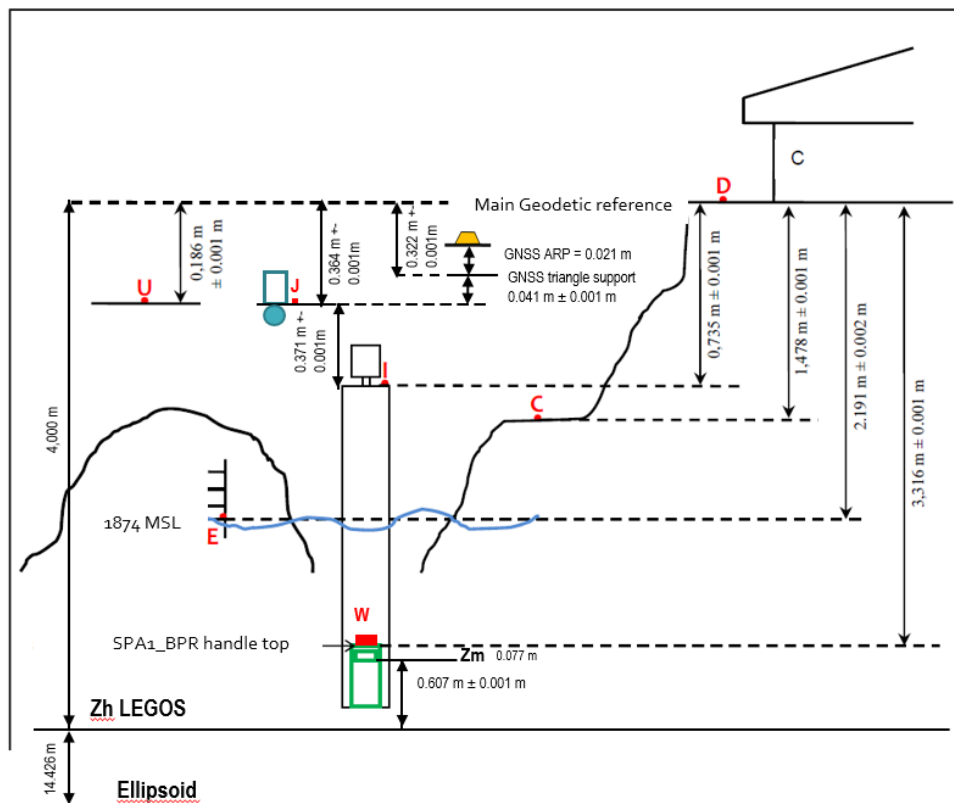 C
D
Main Geodetic reference
0,186 m
± 0.001 m
0.364 m +-
0.001m
0.322 m +-
0.001m
GNSS ARP = 0.021 m
GNSS triangle support
0.041 m ± 0.001 m
U
J
0.371 m +-
0.001m
0,735 m ± 0.001 m
1,478 m ± 0.001 m
2.191 m ± 0.002 m
3,316 m ± 0.001 m
I
C
4,000 m
1874 MSL
E
W
SPA1_BPR handle top
Zm 0.077 m
0.607 m ± 0.001 m
Zh LEGOS
14.426 m
Ellipsoid